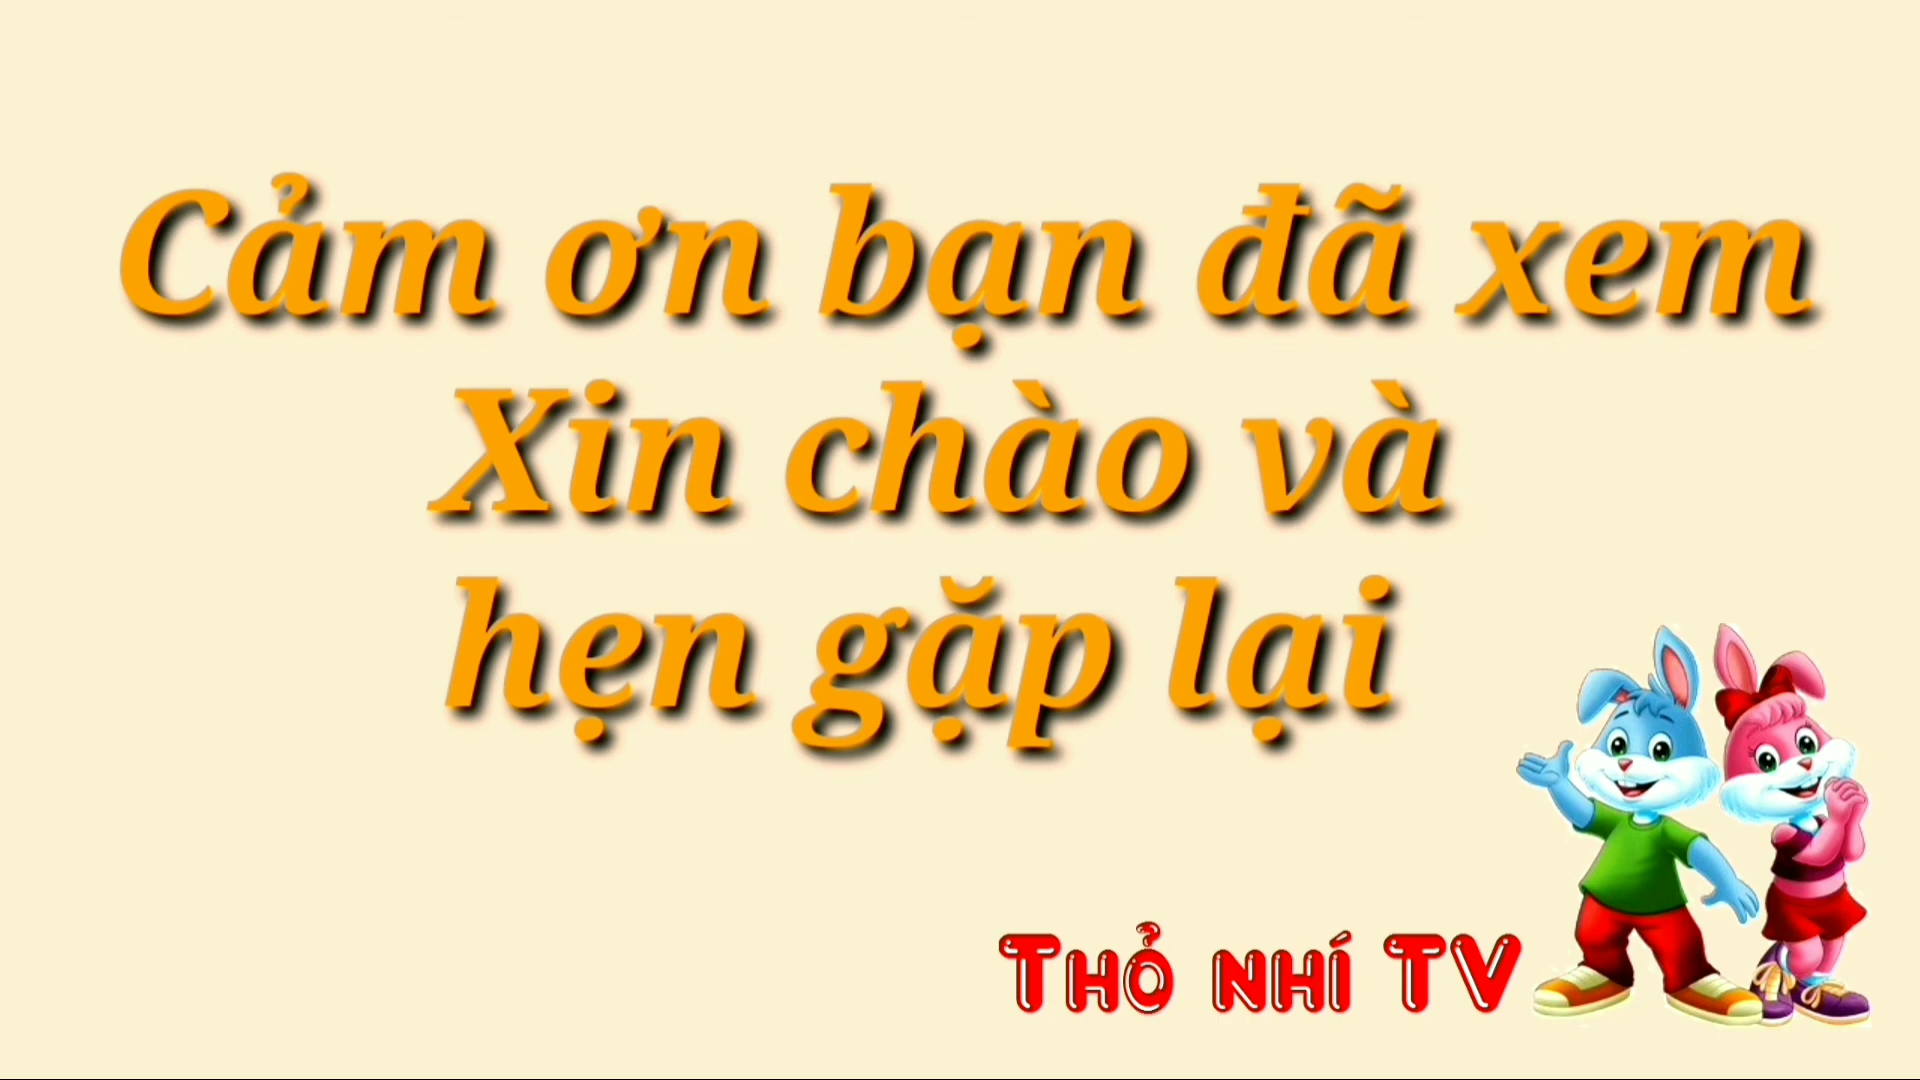 Cảm ơn bạn đã xem
Xin chào và
hẹn gặp lại
Thỏ nhí TV